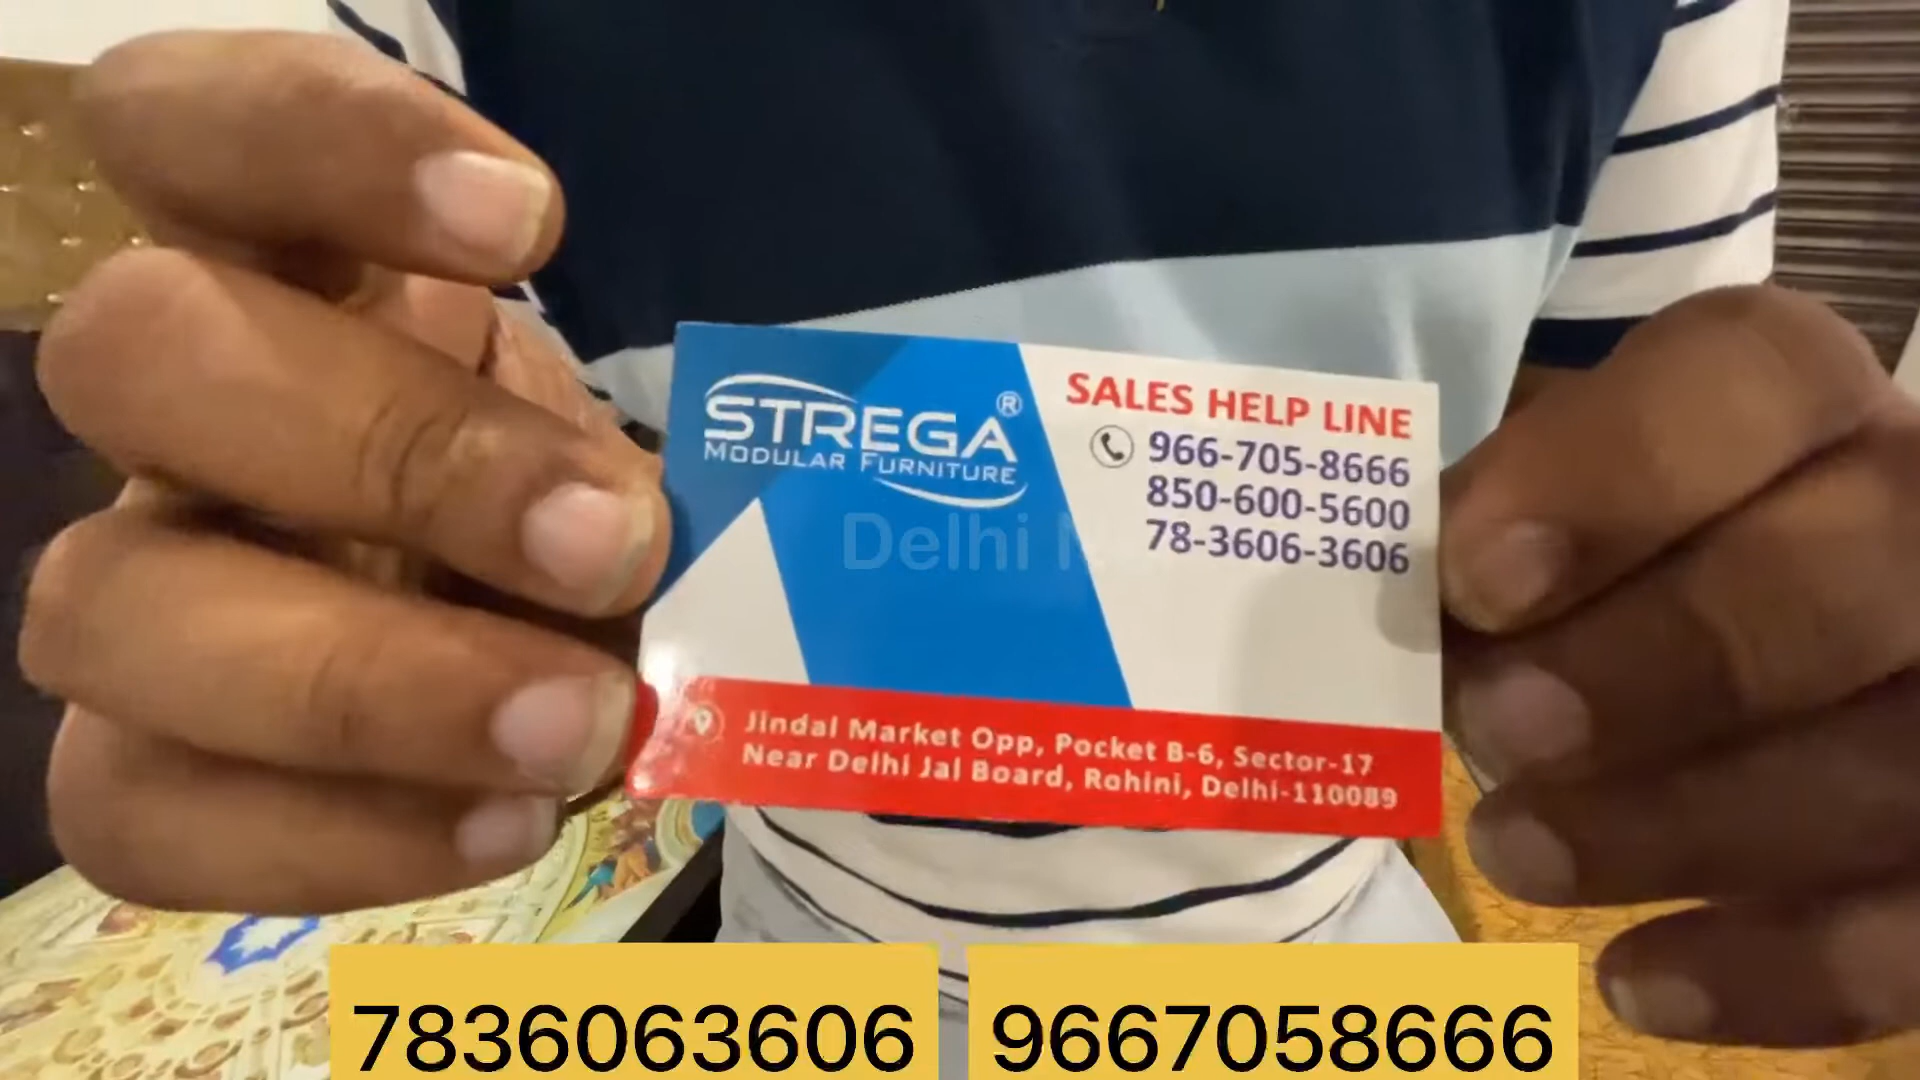 STREGA®
MODULAR FURNITURE
SALES HELP LINE
966-705-8666
850-600-5600
78-3606-3606
Delhi
Jindal Market Opp, Pocket B-6, Sector-17
Near Delhi Jal Board, Rohini, Delhi-110089
7836063606
9667058666